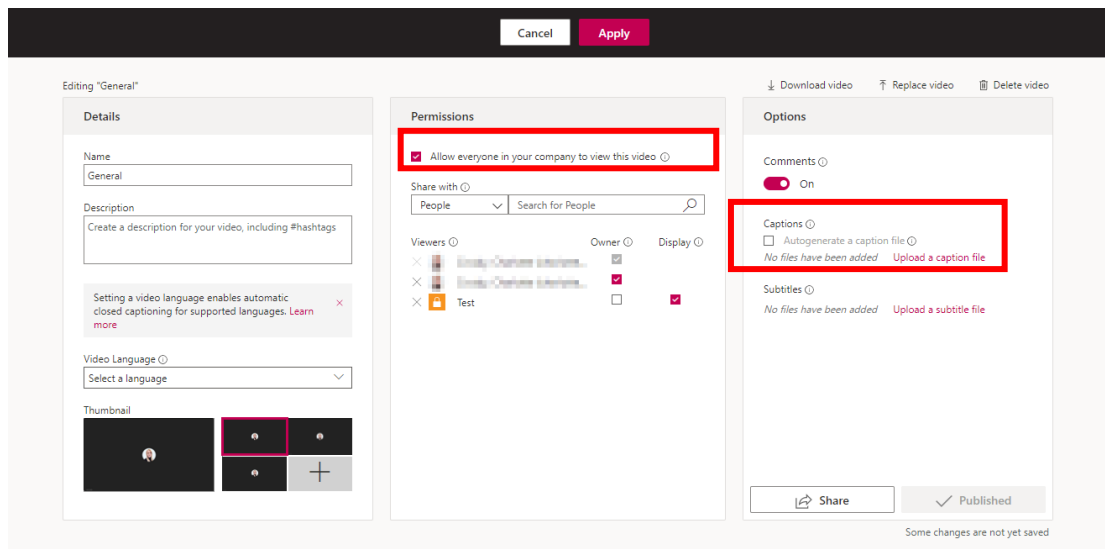 Cancel
Apply
Editing "General"
Download video
Replace video
Delete video
Details
Name
General
Description
Create a description for your video, including #hashtags
Setting a video language enables automatic
closed captioning for supported languages. Learn
more
Video Language
Select a language
Thumbnail
Permissions
Allow everyone in your company to view this video
Share with
People
Search for People
Viewers
Owner
Display
Test
Options
Comments
On
Captions
Autogenerate a caption file
No files have been added Upload a caption file
Subtitles
No files have been added Upload a subtitle file
Share
Published
Some changes are not yet saved